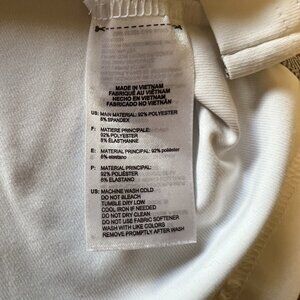 MADE IN VIETNAM
FABRIQUÉ AU VIETNAM
HECHO EN VIETNAM
FABRICADO NO VIETNAM
US: MAIN MATERIAL: 92% POLYESTER
8% SPANDEX
F: MATIERE PRINCIPALE:
92% POLYESTER
8% ÉLASTHANNE
E: MATERIAL PRINCIPAL: 92% poliéster
8% elastano
P: MATERIAL PRINCIPAL:
92% POLIÉSTER
8% ELASTANO
US: MACHINE WASH COLD
DO NOT BLEACH
TUMBLE DRY LOW
COOL IRON IF NEEDED
DO NOT DRY CLEAN
DO NOT USE FABRIC SOFTENER
WASH WITH LIKE COLORS
REMOVE PROMPTLY AFTER WASH